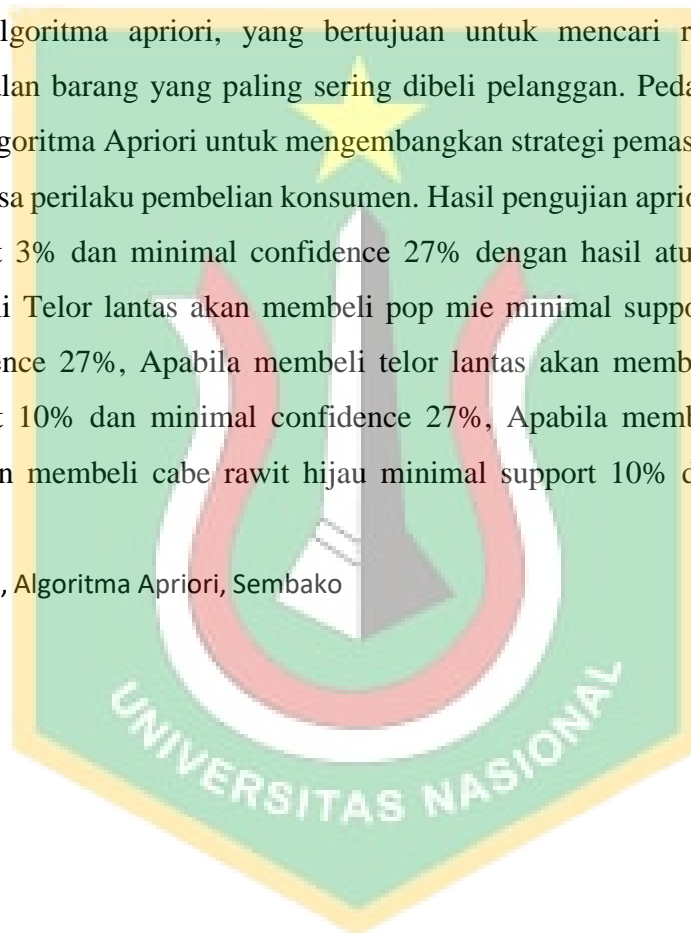 lgoritma apriori, yang bertujuan untuk mencari r
lan barang yang paling sering dibeli pelanggan. Peda
goritma Apriori untuk mengembangkan strategi pemas
sa perilaku pembelian konsumen. Hasil pengujian aprio
t 3% dan minimal confidence 27% dengan hasil atu
li Telor lantas akan membeli pop mie minimal suppo
ence 27%, Apabila membeli telor lantas akan memb
t 10% dan minimal confidence 27%, Apabila memb
n membeli cabe rawit hijau minimal support 10% d
, Algoritma Apriori, Sembako
UNIVERSITAS NASIONAL